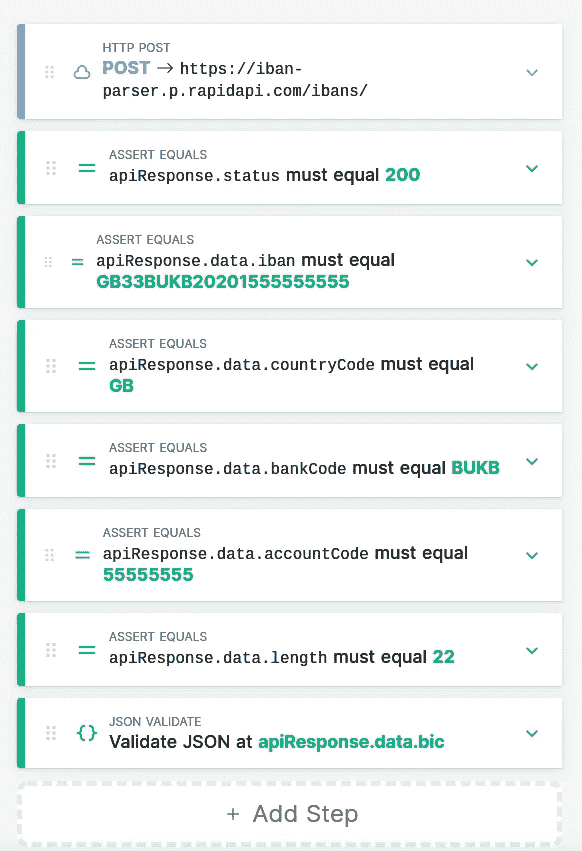 HTTP POST
POST → https://iban-
parser.p.rapidapi.com/ibans/
ASSERT EQUALS
apiResponse.status must equal 200
ASSERT EQUALS
apiResponse.data.iban must equal
GB33BUKB20201555555555
ASSERT EQUALS
apiResponse.data.countryCode must equal
GB
ASSERT EQUALS
apiResponse.data.bankCode must equal BUKB
ASSERT EQUALS
apiResponse.data.accountCode must equal
55555555
ASSERT EQUALS
apiResponse.data.length must equal 22
JSON VALIDATE
Validate JSON at apiResponse.data.bic
+ Add Step